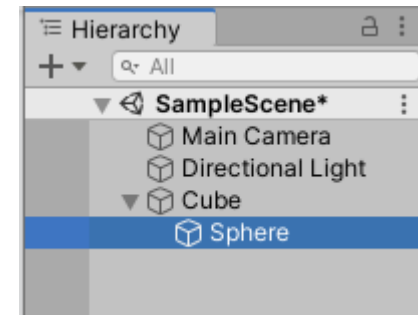 Hierarchy
All
SampleScene*
Main Camera
Directional Light
Cube
Sphere